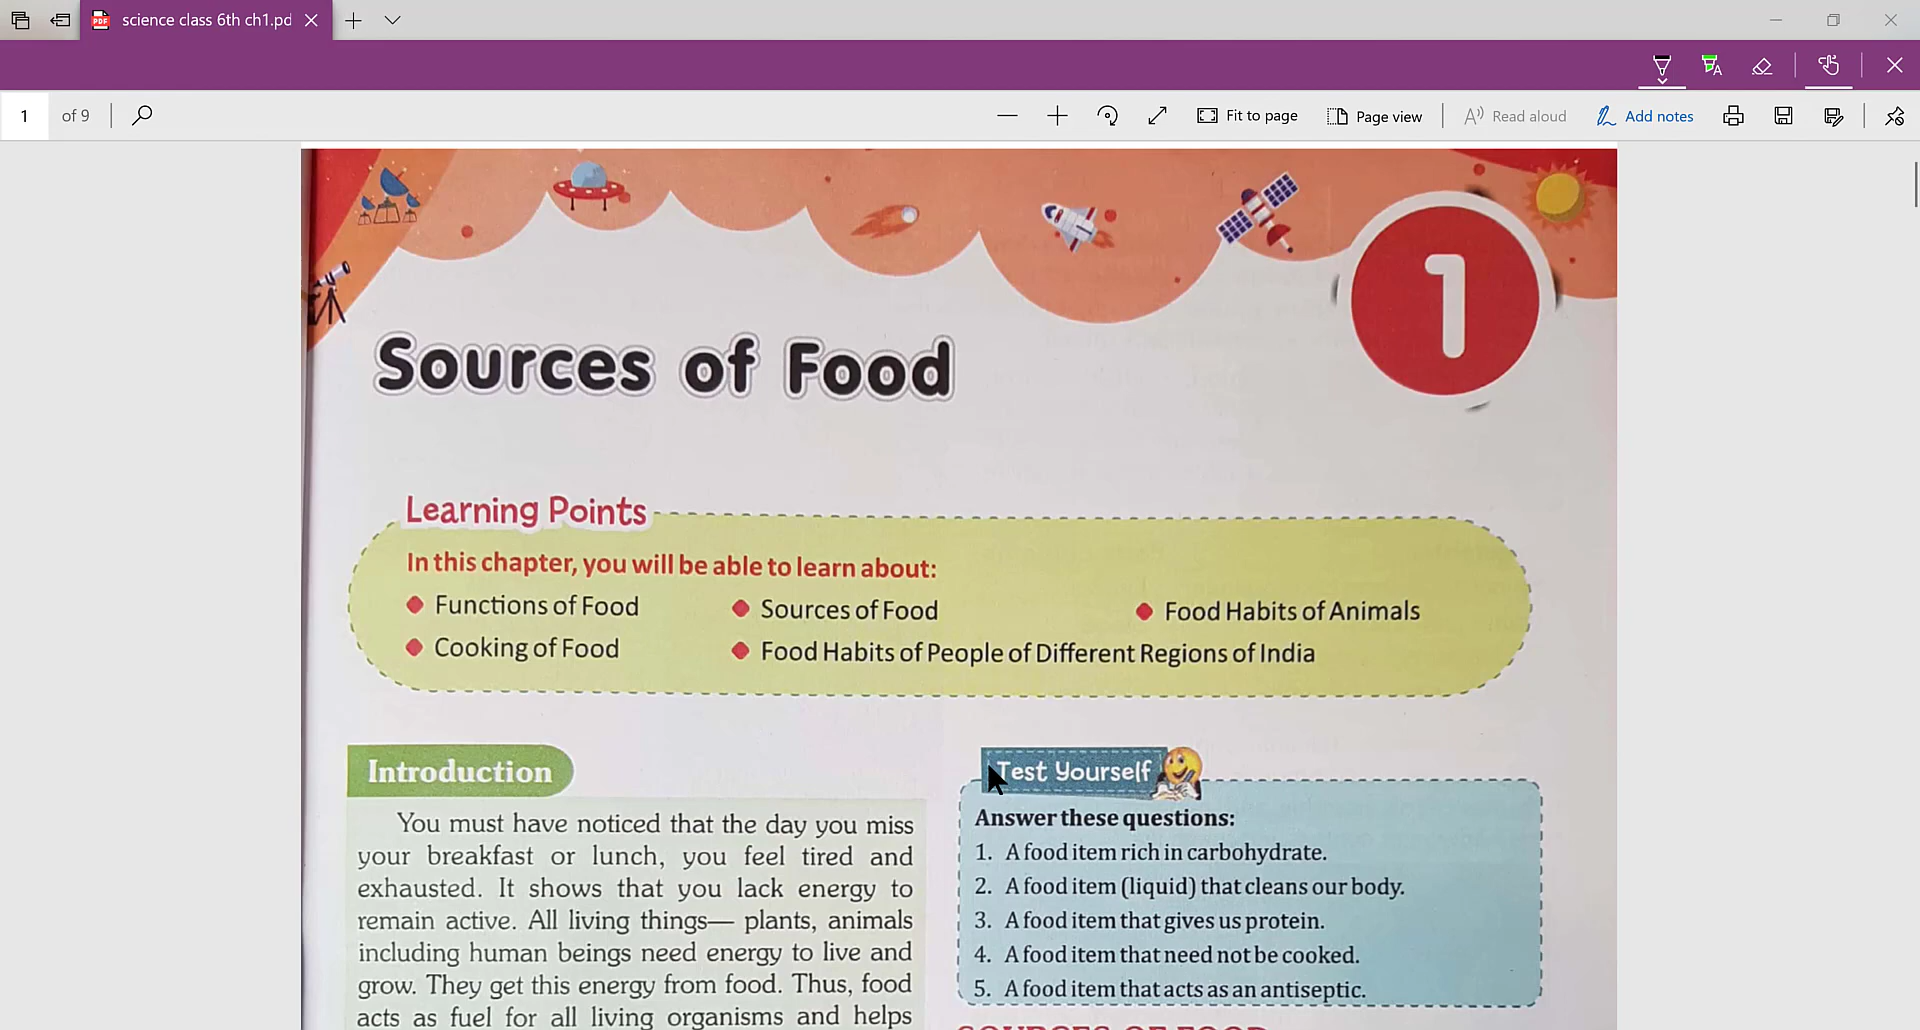 science class 6th ch1.pd
1 of 9
Fit to page
Page view
Read aloud
Add notes
1
Sources of Food
Learning Points
In this chapter, you will be able to learn about:
Functions of Food
Sources of Food
Food Habits of Animals
Cooking of Food
Food Habits of People of Different Regions of India
Introduction
You must have noticed that the day you miss
your breakfast or lunch, you feel tired and
exhausted. It shows that you lack energy to
remain active. All living things— plants, animals
including human beings need energy to live and
grow. They get this energy from food. Thus, food
acts as fuel for all living organisms and helps
Test Yourself
Answer these questions:
1. A food item rich in carbohydrate.
2. A food item (liquid) that cleans our body.
3. A food item that gives us protein.
4. A food item that need not be cooked.
5. A food item that acts as an antiseptic.
SOURCES OF FOOD